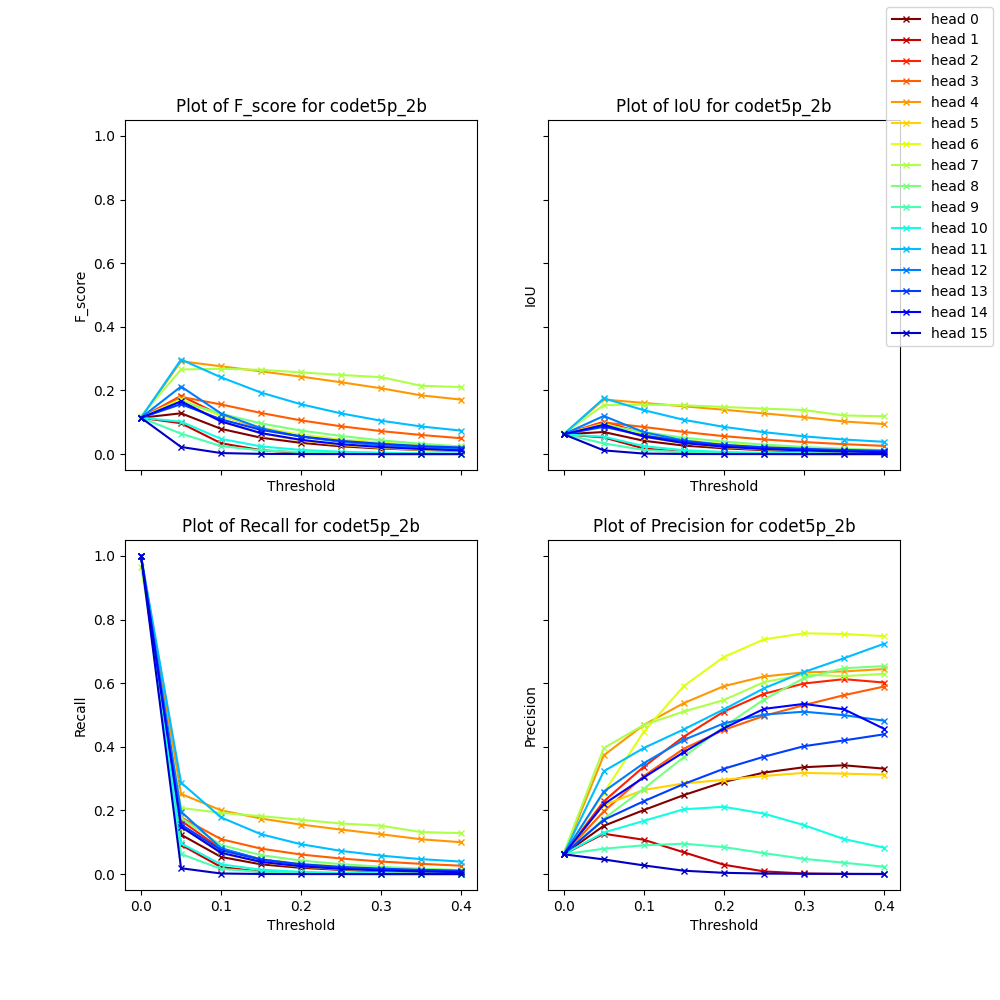 Plot of F_score for codet5p_2b
1.0
0.8
0.6
0.4
0.2
0.0
F_score
Threshold
Plot of IoU for codet5p_2b
IoU
Threshold
head 0
head 1
head 2
head 3
head 4
head 5
head 6
head 7
head 8
head 9
head 10
head 11
head 12
head 13
head 14
head 15
Plot of Recall for codet5p_2b
1.0
0.8
0.6
0.4
0.2
0.0
Recall
0.0 0.1 0.2 0.3 0.4
Threshold
Plot of Precision for codet5p_2b
Precision
0.0 0.1 0.2 0.3 0.4
Threshold